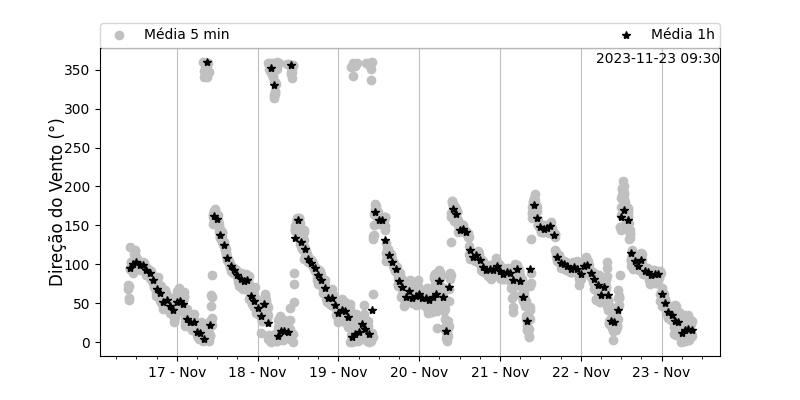 Média 5 min
Média 1h
2023-11-23 09:30
Direção do Vento (°)
350
300
250
200
150
100
50
0
17 - Nov
18 - Nov
19 - Nov
20 - Nov
21 - Nov
22 - Nov
23 - Nov